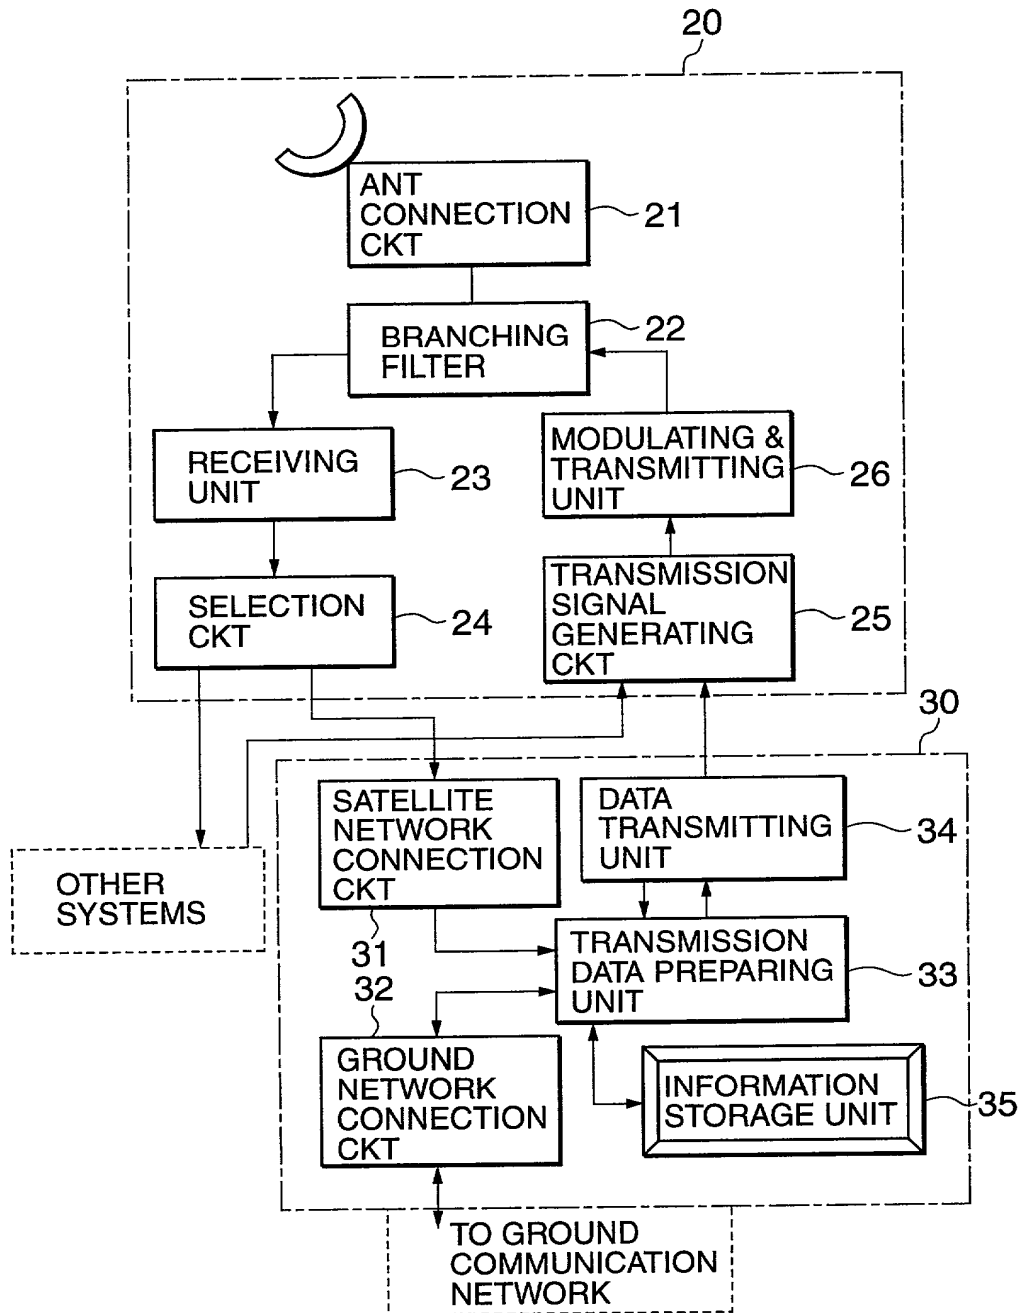 20
ANT
CONNECTION
CKT
21
BRANCHING
FILTER
22
RECEIVING
UNIT
23
MODULATING &
TRANSMITTING
UNIT
26
SELECTION
CKT
24
TRANSMISSION
SIGNAL
GENERATING
CKT
25
30
SATELLITE
NETWORK
CONNECTION
CKT
31
DATA
TRANSMITTING
UNIT
34
OTHER
SYSTEMS
TRANSMISSION
DATA PREPARING
UNIT
33
32
GROUND
NETWORK
CONNECTION
CKT
INFORMATION
STORAGE UNIT
35
TO GROUND
COMMUNICATION
NETWORK